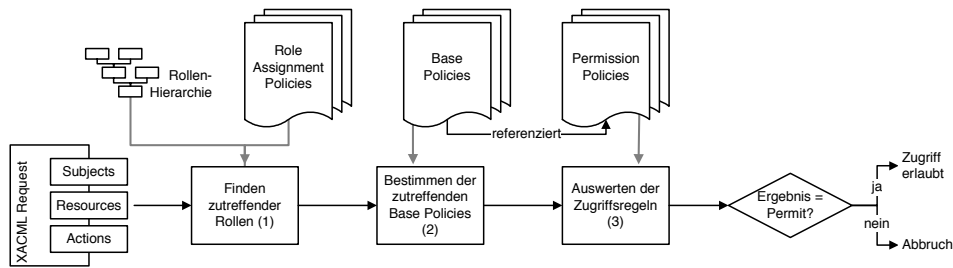 Rollen-
Hierarchie
Role
Assignment
Policies
Base
Policies
Permission
Policies
referenziert
XACML Request
Subjects
Resources
Actions
Finden
zutreffender
Rollen (1)
Bestimmen der
zutreffenden
Base Policies
(2)
Auswerten der
Zugriffsregeln
(3)
Ergebnis =
Permit?
ja
nein
Zugriff
erlaubt
Abbruch